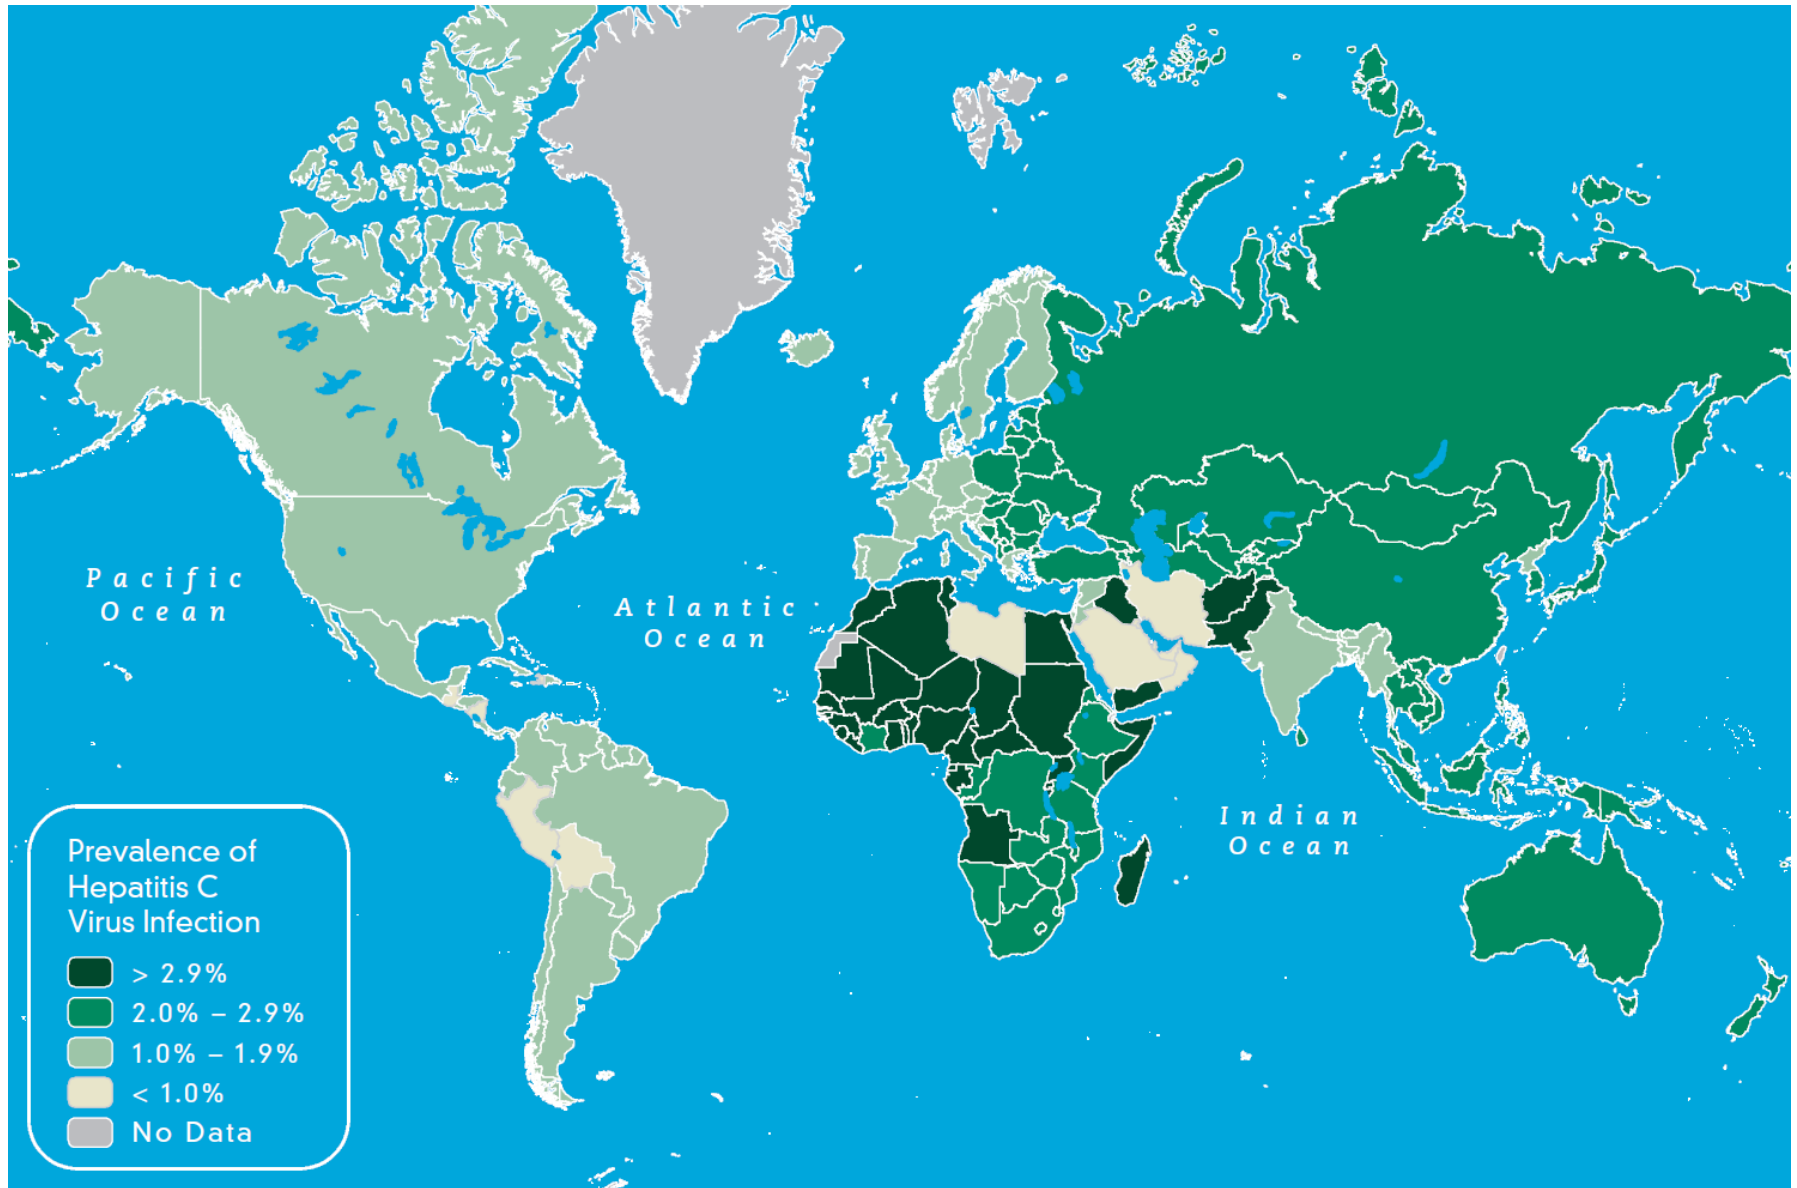 Pacific
Ocean
Atlantic
Ocean
Indian
Ocean
Prevalence of
Hepatitis C
Virus Infection
> 2.9%
2.0% – 2.9%
1.0% – 1.9%
< 1.0%
No Data